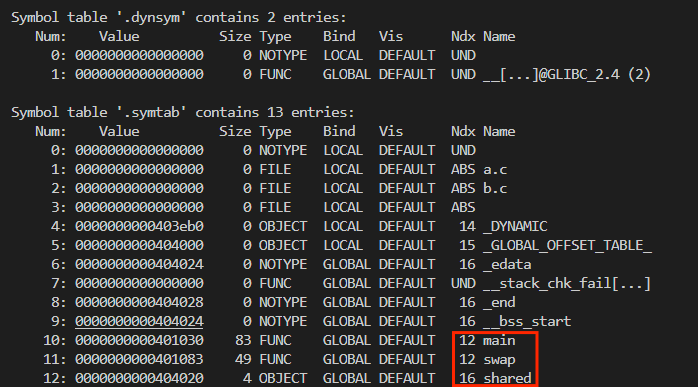 Symbol table '.dynsym' contains 2 entries:
Num: Value Size Type Bind Vis Ndx Name
0: 0000000000000000 0 NOTYPE LOCAL DEFAULT UND
1: 0000000000000000 0 FUNC GLOBAL DEFAULT UND __[...]@GLIBC_2.4 (2)
Symbol table '.symtab' contains 13 entries:
Num: Value Size Type Bind Vis Ndx Name
0: 0000000000000000 0 NOTYPE LOCAL DEFAULT UND
1: 0000000000000000 0 FILE LOCAL DEFAULT ABS a.c
2: 0000000000000000 0 FILE LOCAL DEFAULT ABS b.c
3: 0000000000000000 0 FILE LOCAL DEFAULT ABS
4: 0000000000403eb0 0 OBJECT LOCAL DEFAULT 14 _DYNAMIC
5: 0000000000404000 0 OBJECT LOCAL DEFAULT 15 _GLOBAL_OFFSET_TABLE_
6: 0000000000404024 0 NOTYPE GLOBAL DEFAULT 16 _edata
7: 0000000000000000 0 FUNC GLOBAL DEFAULT UND __stack_chk_fail[...]
8: 0000000000404028 0 NOTYPE GLOBAL DEFAULT 16 _end
9: 0000000000404024 0 NOTYPE GLOBAL DEFAULT 16 __bss_start
10: 0000000000401030 83 FUNC GLOBAL DEFAULT 12 main
11: 0000000000401083 49 FUNC GLOBAL DEFAULT 12 swap
12: 0000000000404020 4 OBJECT GLOBAL DEFAULT 16 shared